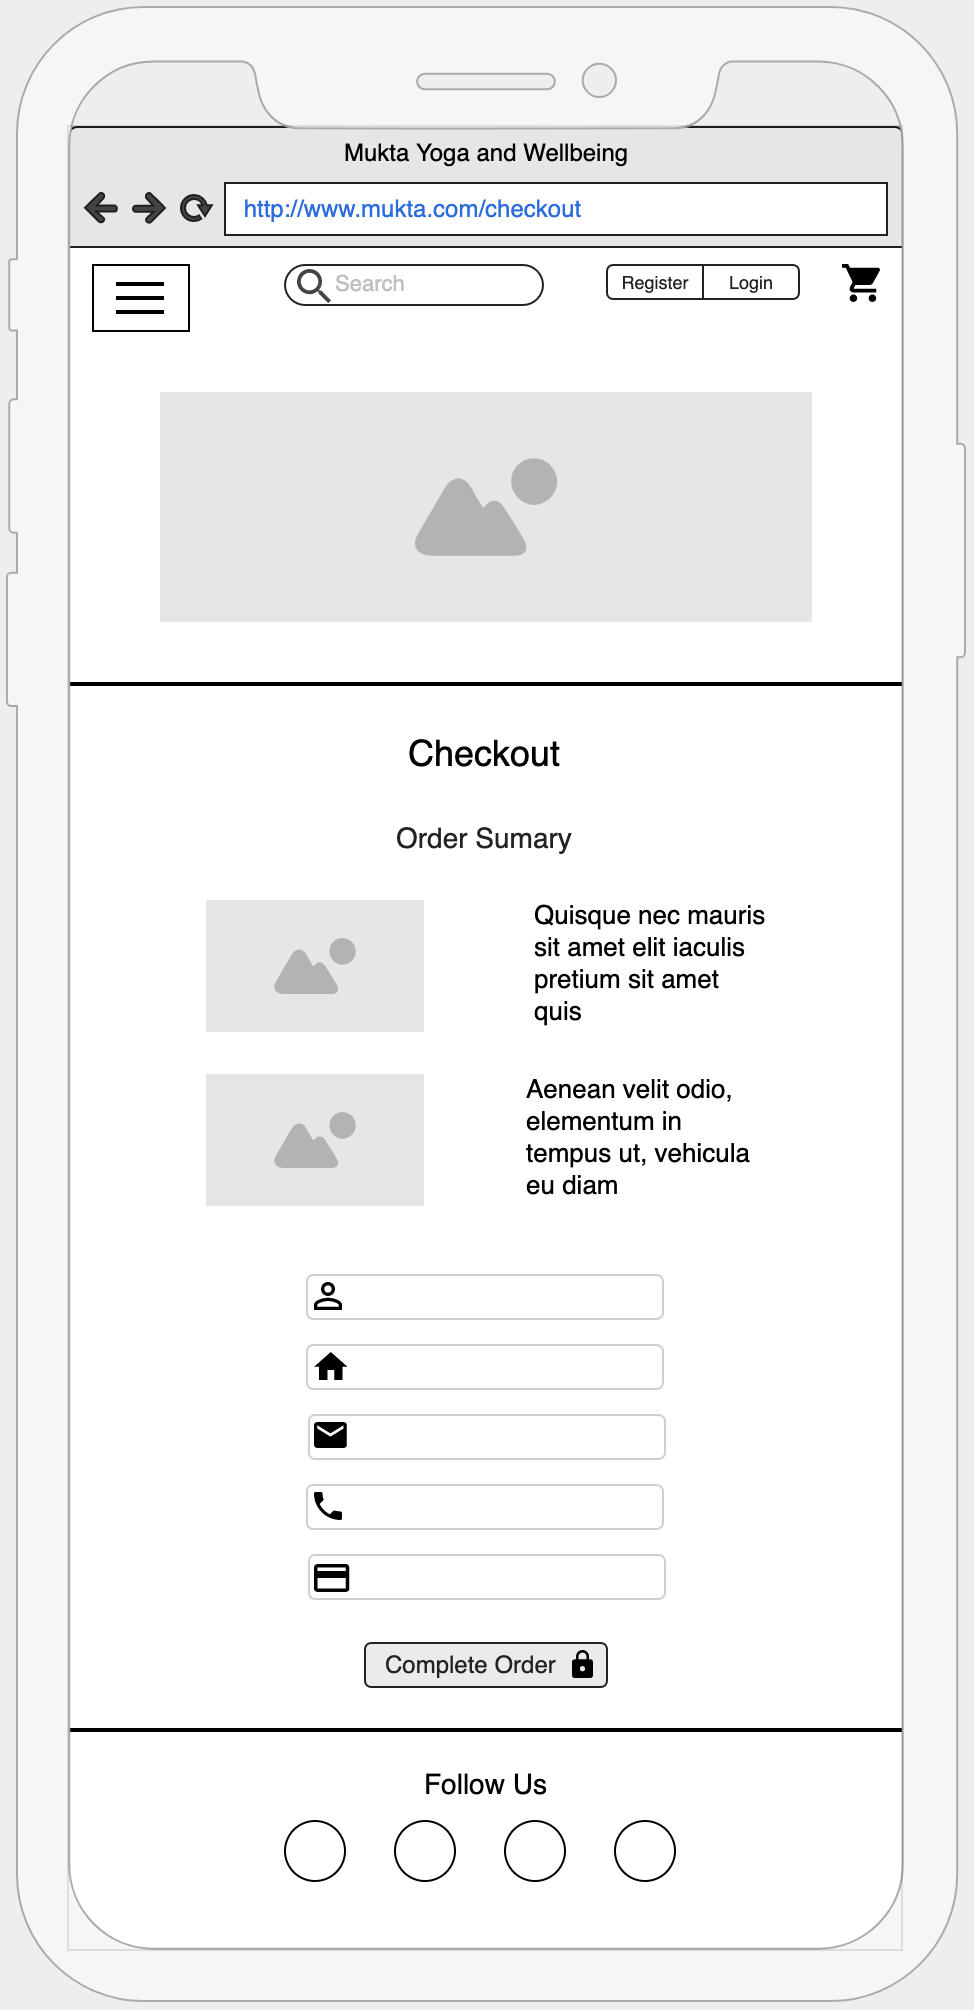 Mukta Yoga and Wellbeing
http://www.mukta.com/checkout
Search
Register
Login
Checkout
Order Sumary
Quisque nec mauris
sit amet elit iaculis
pretium sit amet
quis
Aenean velit odio,
elementum in
tempus ut, vehicula
eu diam
Complete Order
Follow Us